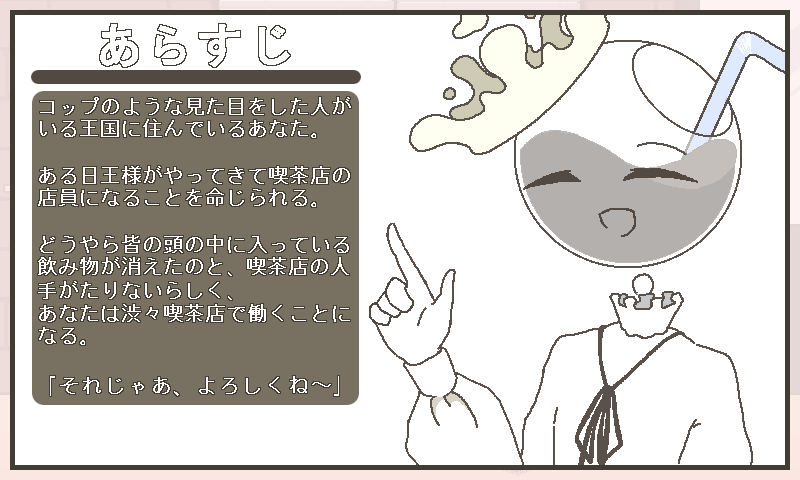 あらすじ
コップのような見た目をした人が
いる王国に住んでいるあなた。
ある日王様がやってきて喫茶店の
店員になることを命じられる。
どうやら皆の頭の中に入っている
飲み物が消えたのと、喫茶店の人
手がたりないらしく、
あなたは渋々喫茶店で働くことに
なる。
「それじゃあ、よろしくね～」